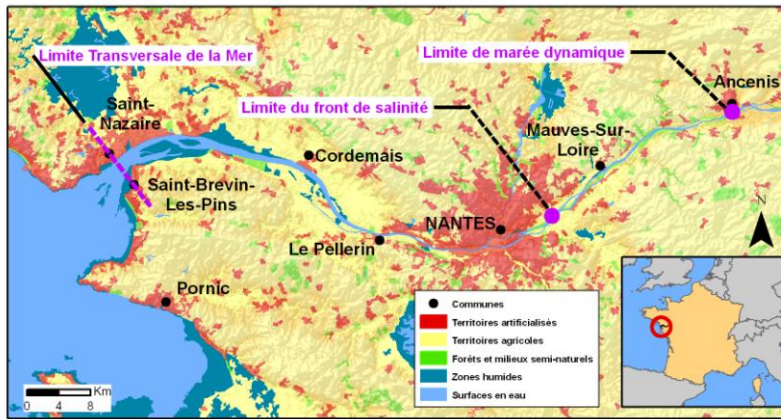 Limite Transversale de la Mer
Limite de marée dynamique
Ancenis
Saint-
Nazaire
Limite du front de salinité
Mauves-Sur-
Loire
Cordemais
Saint-Brevin-
Les-Pins
NANTES
N
Le Pellerin
Pornic
Communes
Territoires artificialisés
Territoires agricoles
Forêts et milieux semi-naturels
Zones humides
Surfaces en eau
Km
0 4 8